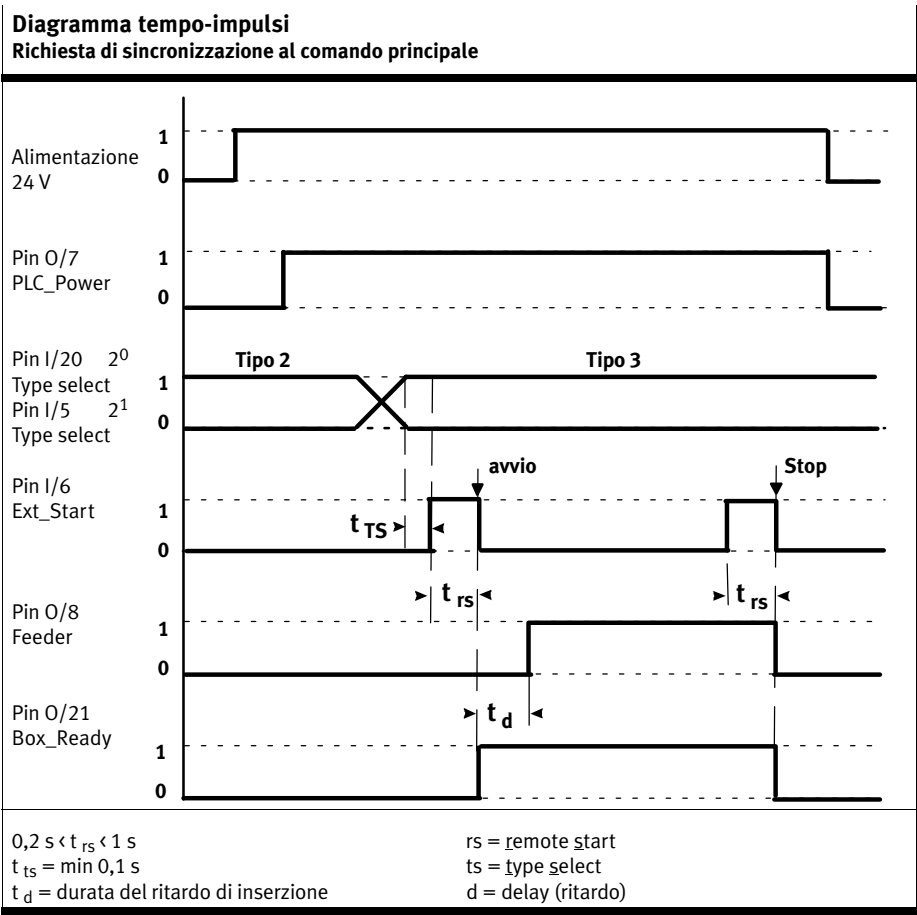 Diagramma tempo-impulsi
Richiesta di sincronizzazione al comando principale
Alimentazione
24 V
1
0
Pin O/7
PLC_Power
1
0
Pin I/20 2⁰
Type select
Pin I/5 2¹
Type select
1
0
Tipo 2
Tipo 3
Pin I/6
Ext_Start
1
0
avvio
Stop
t TS
t rs
t rs
Pin O/8
Feeder
1
0
t d
Pin O/21
Box_Ready
1
0
0,2 s ‹ t rs ‹ 1 s
t ts = min 0,1 s
t d = durata del ritardo di inserzione
rs = remote start
ts = type select
d = delay (ritardo)